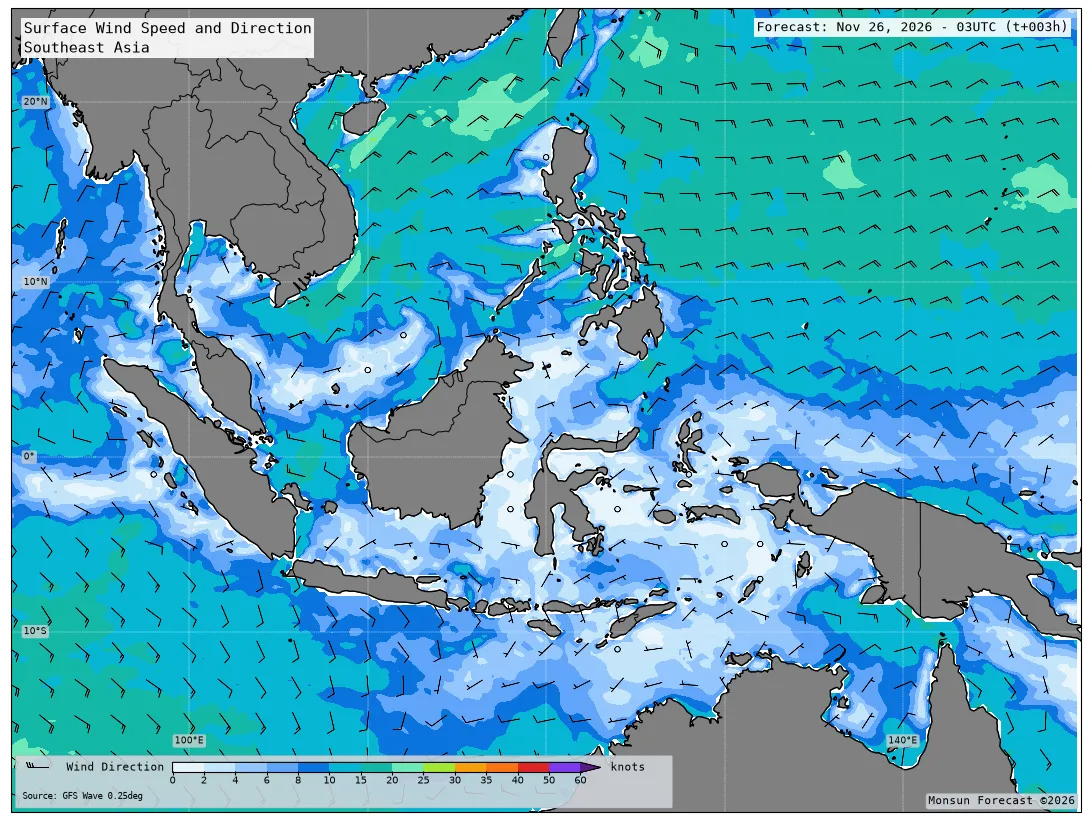 Surface Wind Speed and Direction
Southeast Asia
Forecast: Nov 26, 2026 - 03UTC (t+003h)
20°N
10°N
0°
10°S
100°E
140°E
Wind Direction
0 2 4 6 8 10 15 20 25 30 35 40 50 60
knots
Source: GFS Wave 0.25deg
Monsun Forecast ©2026